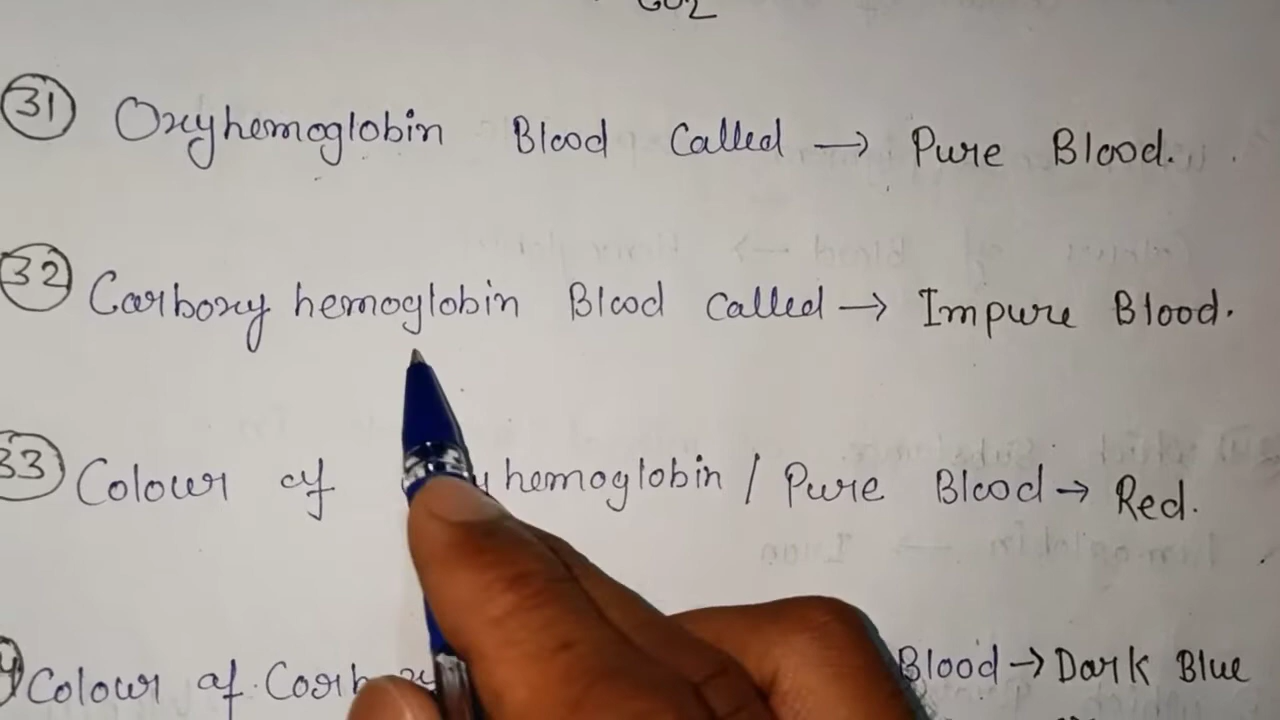 CO2
31 Oxyhemoglobin Blood Called → Pure Blood.
32 Carboxy hemoglobin Blood Called → Impure Blood.
33 Colour of hemoglobin / Pure Blood → Red.
Colour of Blood → Dark Blue